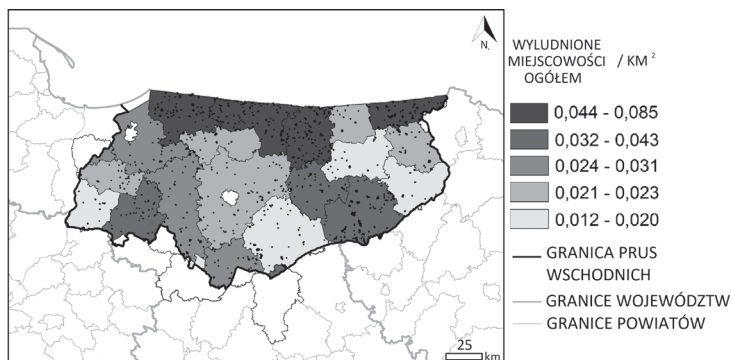 N
WYLUDNIONE
MIEJSCOWOŚCI / KM ²
OGÓŁEM
0,044 - 0,085
0,032 - 0,043
0,024 - 0,031
0,021 - 0,023
0,012 - 0,020
GRANICA PRUS
WSCHODNICH
GRANICE WOJEWÓDZTW
GRANICE POWIATÓW
25
km